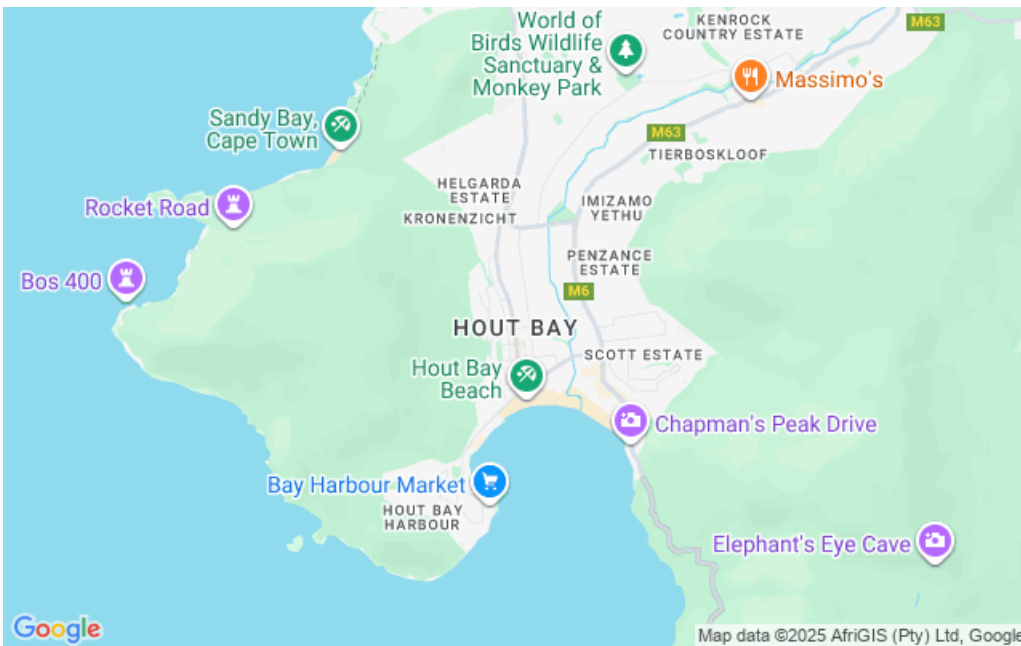 World of
Birds Wildlife
Sanctuary &
Monkey Park
KENROCK
COUNTRY ESTATE
M63
Massimo's
Sandy Bay,
Cape Town
M63
TIERBOSKLOOF
HELGARDA
ESTATE
KRONENZICHT
IMIZAMO
YETHU
Rocket Road
PENZANCE
ESTATE
Bos 400
M6
HOUT BAY
SCOTT ESTATE
Hout Bay
Beach
Chapman's Peak Drive
Bay Harbour Market
HOUT BAY
HARBOUR
Elephant's Eye Cave
Google
Map data ©2025 AfriGIS (Pty) Ltd, Google